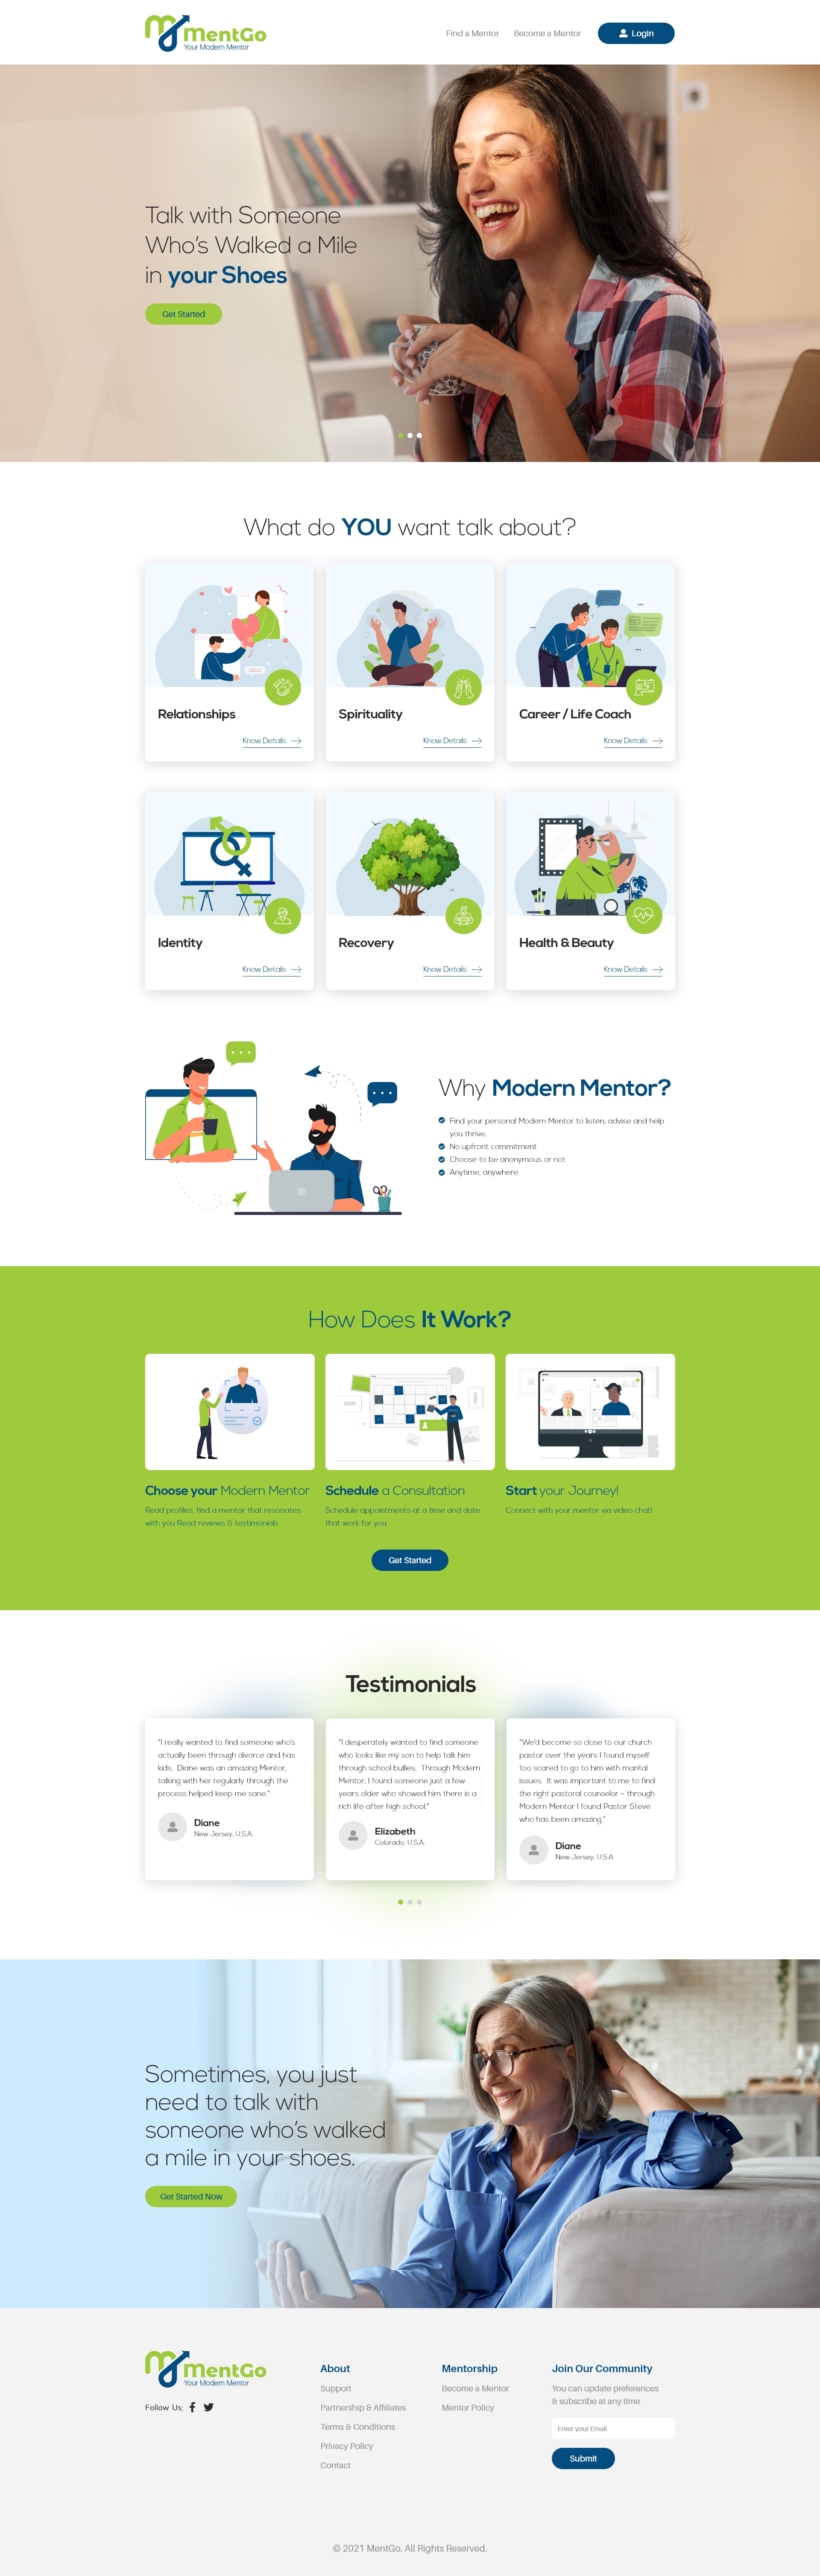 MentGo
Your Modern Mentor
Find a Mentor
Become a Mentor
Login
Talk with Someone
Who's Walked a Mile
in your Shoes
Get Started
What do YOU want talk about?
Relationships
Know Details
Spirituality
Know Details
Career / Life Coach
Know Details
Identity
Know Details
Recovery
Know Details
Health & Beauty
Know Details
Why Modern Mentor?
Find your personal Modern Mentor to listen, advise and help
you thrive.
No upfront commitment
Choose to be anonymous or not
Anytime, anywhere
How Does It Work?
Choose your Modern Mentor
Read profiles, find a mentor that resonates
with you.Read reviews & testimonials
Schedule a Consultation
Schedule appointments at a time and date
that work for you
Start your Journey!
Connect with your mentor via video chat!
Get Started
Testimonials
"I really wanted to find someone who's
actually been through divorce and has
kids. Diane was an amazing Mentor,
talking with her regularly through the
process helped keep me sane."
Diane
New Jersey, U.S.A.
"I desperately wanted to find someone
who looks like my son to help talk him
through school bullies. Through Modern
Mentor, I found someone just a few
years older who showed him there is a
rich life after high school."
Elizabeth
Colorado, U.S.A.
"We'd become so close to our church
pastor over the years I found myself
too scared to go to him with marital
issues. It was important to me to find
the right pastoral counselor – through
Modern Mentor I found Pastor Steve
who has been amazing."
Diane
New Jersey, U.S.A.
Sometimes, you just
need to talk with
someone who's walked
a mile in your shoes.
Get Started Now
MentGo
Your Modern Mentor
Follow Us:
About
Support
Partnership & Affiliates
Terms & Conditions
Privacy Policy
Contact
Mentorship
Become a Mentor
Mentor Policy
Join Our Community
You can update preferences
& subscribe at any time
Enter your Email
Submit
© 2021 MentGo. All Rights Reserved.